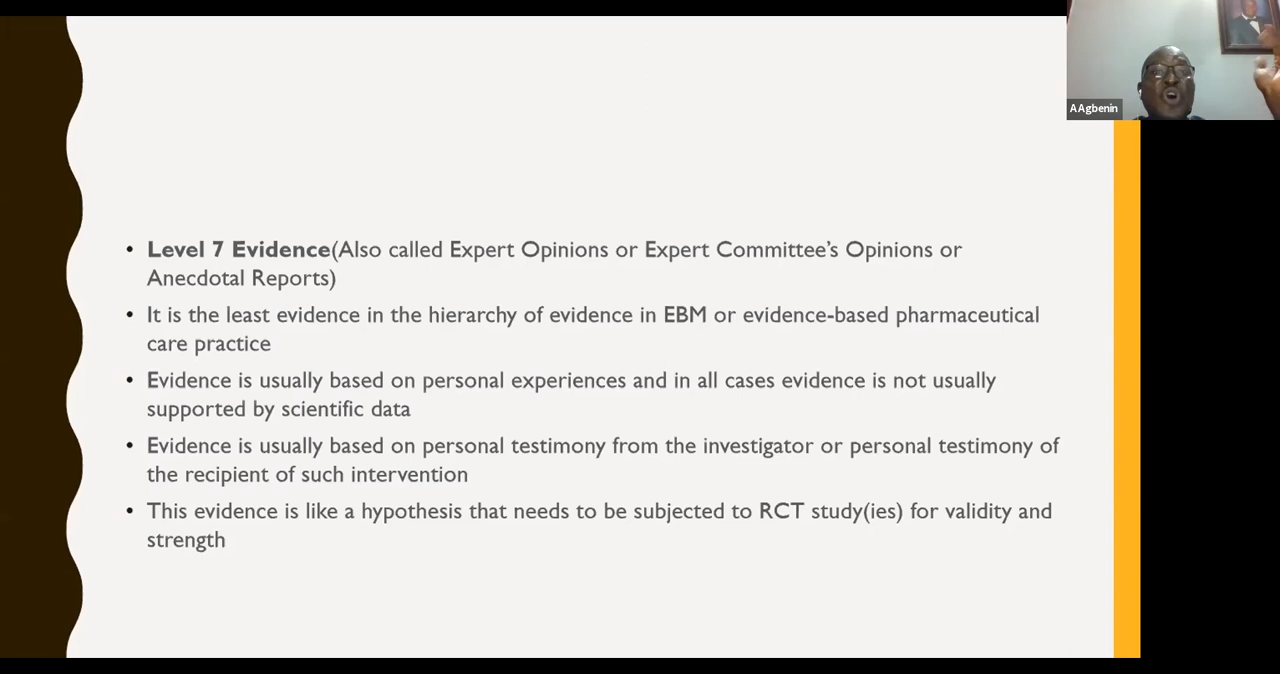 A Agbenin
• Level 7 Evidence(Also called Expert Opinions or Expert Committee's Opinions or
Anecdotal Reports)
• It is the least evidence in the hierarchy of evidence in EBM or evidence-based pharmaceutical
care practice
• Evidence is usually based on personal experiences and in all cases evidence is not usually
supported by scientific data
• Evidence is usually based on personal testimony from the investigator or personal testimony of
the recipient of such intervention
• This evidence is like a hypothesis that needs to be subjected to RCT study(ies) for validity and
strength